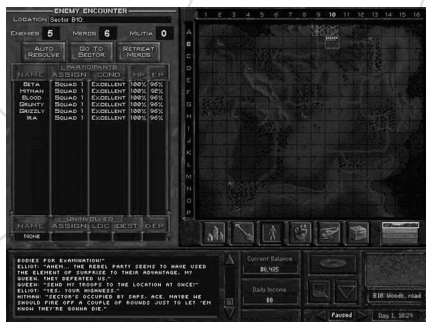 ENEMY ENCOUNTER
LOCATION: Sector B10:
ENEMIES 5 MERCS 6 MILITIA 0
AUTO RESOLVE
GO TO SECTOR
RETREAT MERCS
PARTICIPANTS
NAME ASSIGN COND HP EP
BETA SQUAD 1 EXCELLENT 100% 96%
HITMAN SQUAD 1 EXCELLENT 100% 96%
BLOOD SQUAD 1 EXCELLENT 100% 96%
GRUNTY SQUAD 1 EXCELLENT 100% 96%
GRIZZLY SQUAD 1 EXCELLENT 100% 96%
IRA SQUAD 1 EXCELLENT 100% 96%
UNINVOLVED
NAME ASSIGN LOC DEST DEP
NONE
1 2 3 4 5 6 7 8 9 10 11 12 13 14 15 16
A
B
C
D
E
F
G
H
I
J
K
L
M
N
O
P
BODIES FOR EXAMINATION!"
ELLIOT: "AHEM... THE REBEL PARTY SEEMS TO HAVE USED
THE ELEMENT OF SURPRISE TO THEIR ADVANTAGE, MY
QUEEN. THEY DEFEATED US."
QUEEN: "SEND MY TROOPS TO THE LOCATION AT ONCE!"
ELLIOT: "YES, YOUR HIGHNESS."
HITMAN: "SECTOR'S OCCUPIED BY SAPS, ACE. MAYBE WE
SHOULD FIRE OFF A COUPLE OF ROUNDS JUST TO LET 'EM
KNOW THEY'RE GONNA DIE."
Current Balance
$6,435
Daily Income
$0
B10: Woods, road
Paused
Day 1, 18:24